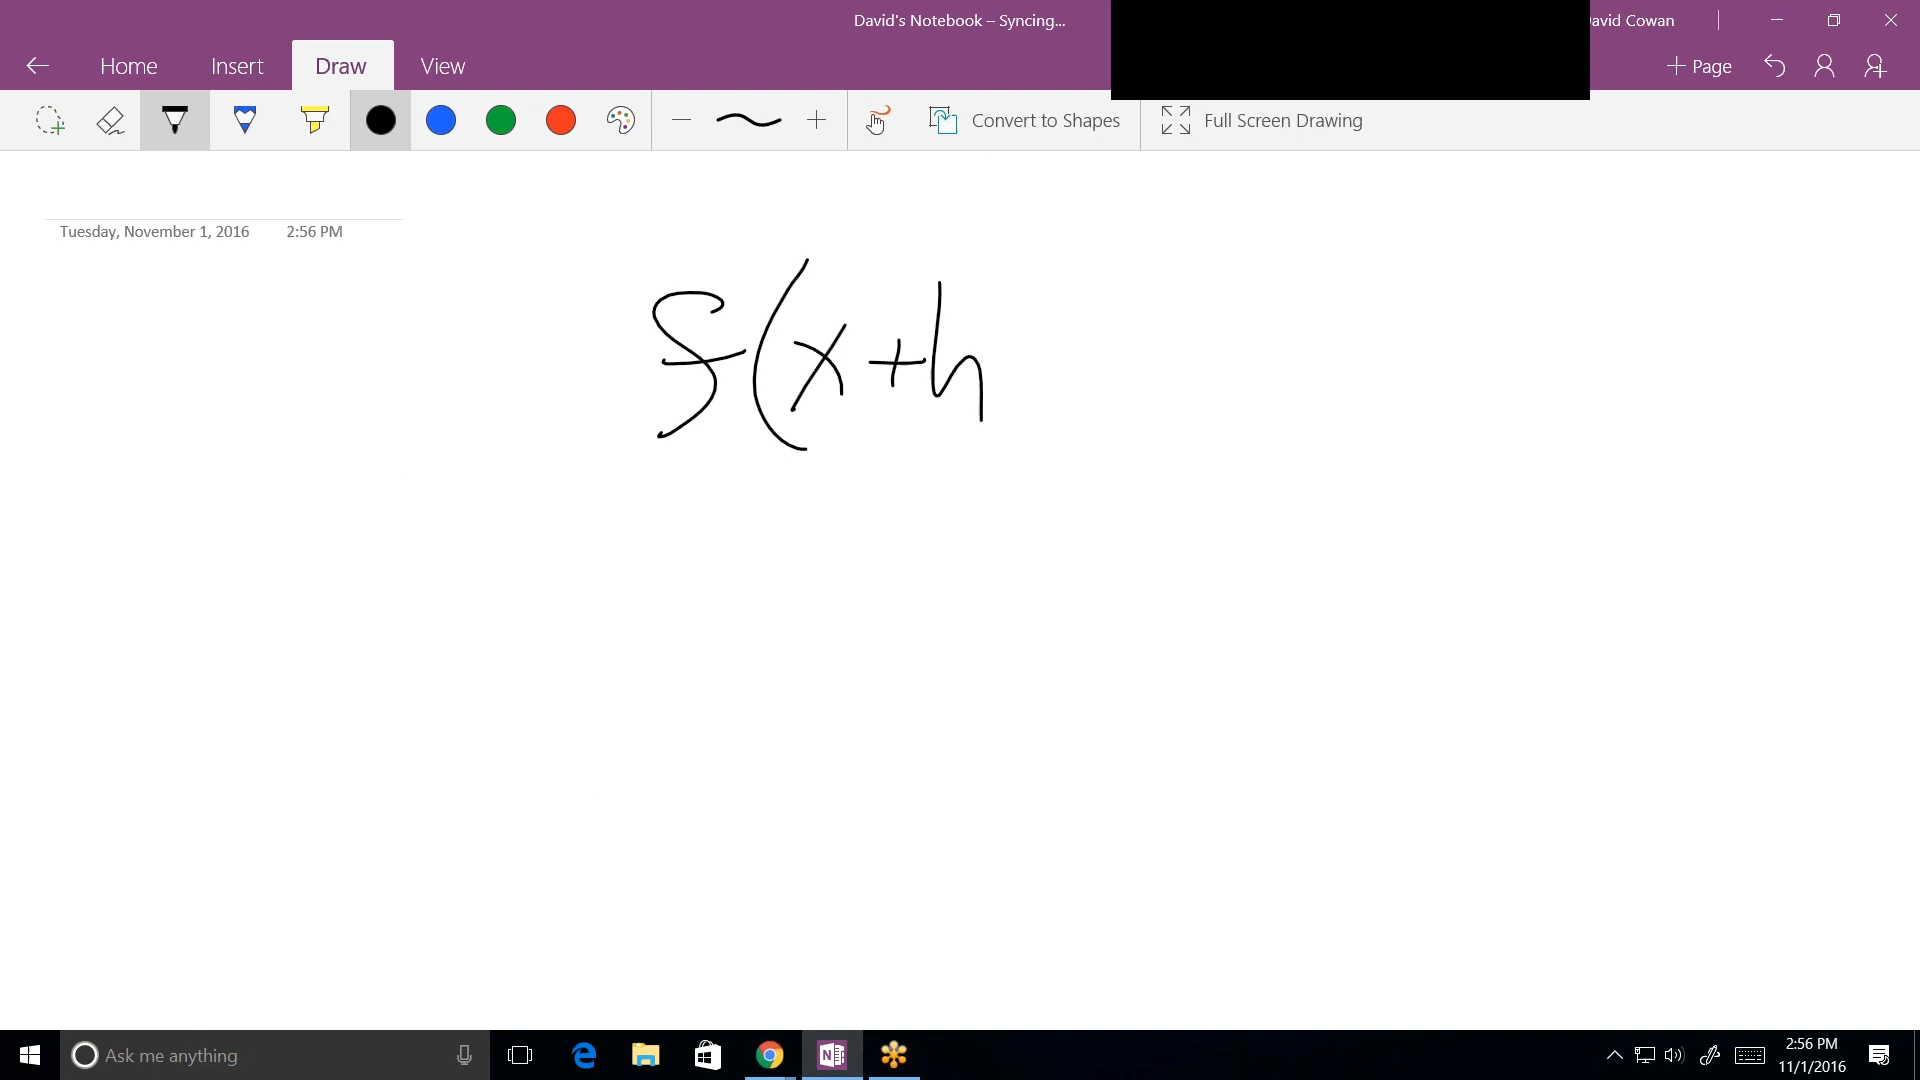 David's Notebook – Syncing... avid Cowan
Home Insert Draw View + Page
Convert to Shapes Full Screen Drawing
Tuesday, November 1, 2016 2:56 PM
f(x+h
Ask me anything
2:56 PM
11/1/2016